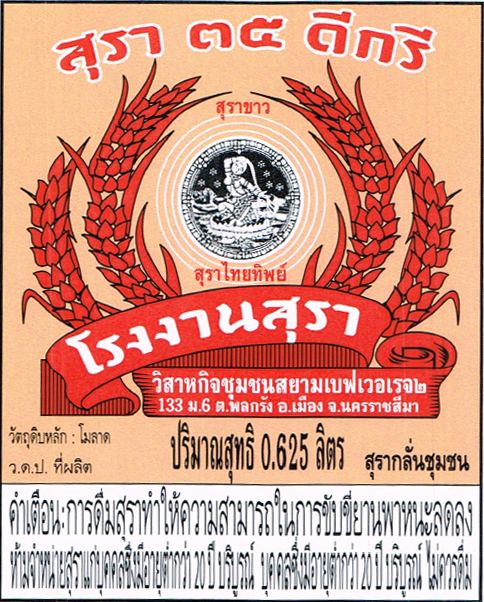 สุรา ๓๕ ดีกรี
สุราขาว
สุราไทยทิพย์
โรงงานสุรา
วิสาหกิจชุมชนสยามเบฟเวอเรจ๒
133 ม.6 ต.พลกรัง อ.เมือง จ.นครราชสีมา
วัตถุดิบหลัก : โมลาด
ปริมาณสุทธิ 0.625 ลิตร
สุรากลั่นชุมชน
ว.ด.ป. ที่ผลิต
คำเตือน:การดื่มสุราทำให้ความสามารถในการขับขี่ยานพาหนะลดลง
ห้ามจำหน่ายสุราแก่บุคคลซึ่งมีอายุต่ำกว่า 20 ปี บริบูรณ์ บุคคลซึ่งมีอายุต่ำกว่า 20 ปี บริบูรณ์ ไม่ควรดื่ม